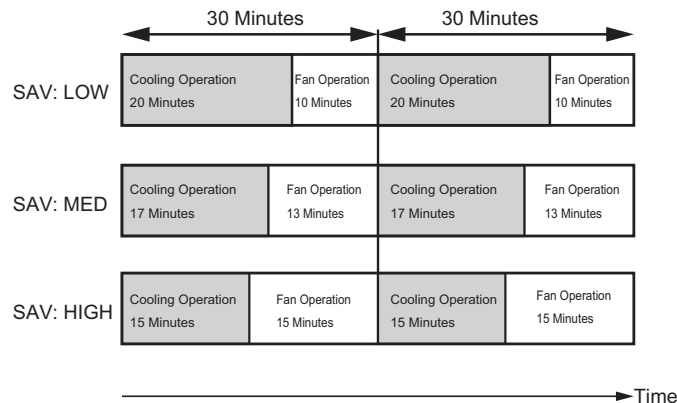 30 Minutes 30 Minutes
SAV: LOW
Cooling Operation
20 Minutes
Fan Operation
10 Minutes
Cooling Operation
20 Minutes
Fan Operation
10 Minutes
SAV: MED
Cooling Operation
17 Minutes
Fan Operation
13 Minutes
Cooling Operation
17 Minutes
Fan Operation
13 Minutes
SAV: HIGH
Cooling Operation
15 Minutes
Fan Operation
15 Minutes
Cooling Operation
15 Minutes
Fan Operation
15 Minutes
Time